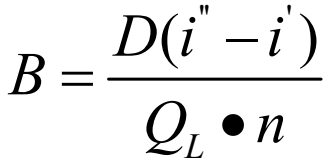 B = D(i" − i') / Q_L • n